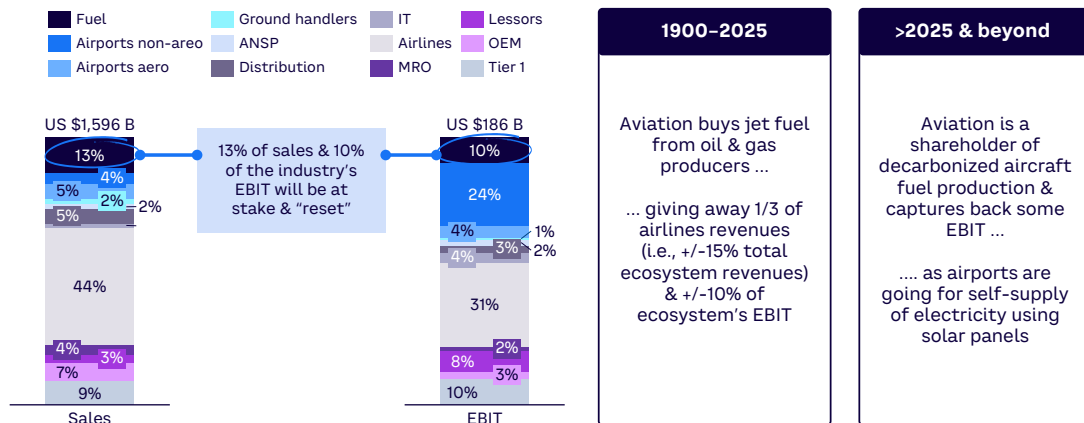 Fuel
Ground handlers
IT
Lessors
Airports non-areo
ANSP
Airlines
OEM
Airports aero
Distribution
MRO
Tier 1
US $1,596 B
13%
4%
5%
2%
2%
5%
44%
4%
3%
7%
9%
Sales
13% of sales & 10%
of the industry's
EBIT will be at
stake & “reset”
US $186 B
10%
24%
4%
1%
3%
2%
4%
31%
2%
8%
3%
10%
EBIT
1900–2025
Aviation buys jet fuel
from oil & gas
producers ...
... giving away 1/3 of
airlines revenues
(i.e., +/-15% total
ecosystem revenues)
& +/-10% of
ecosystem's EBIT
>2025 & beyond
Aviation is a
shareholder of
decarbonized aircraft
fuel production &
captures back some
EBIT ...
.... as airports are
going for self-supply
of electricity using
solar panels